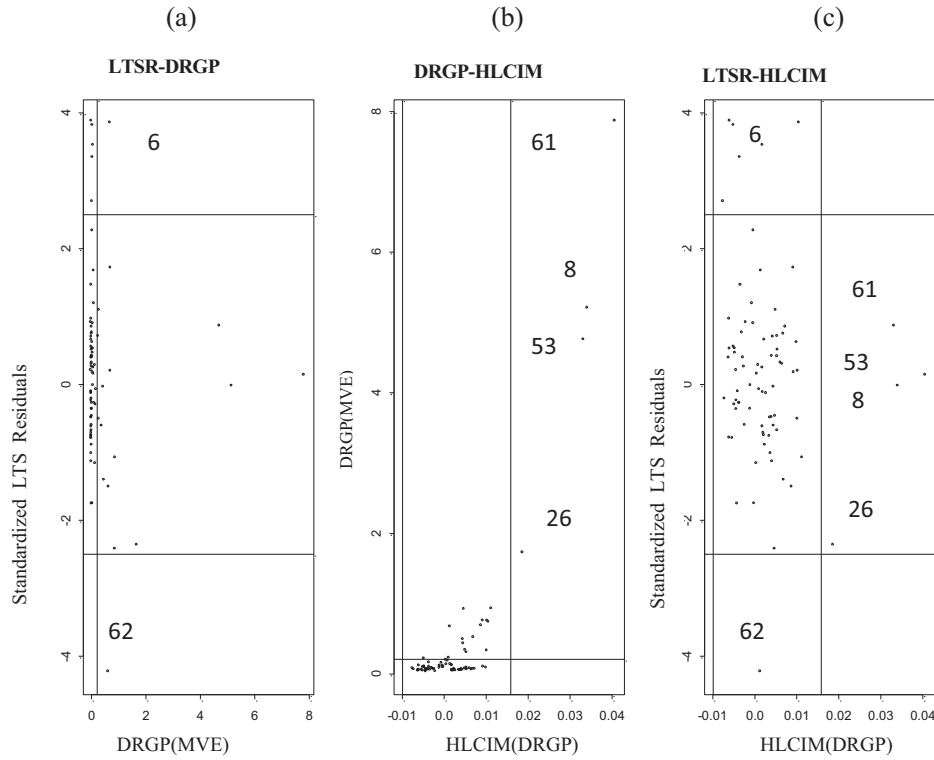 (a) (b) (c)
LTSR-DRGP DRGP-HLCIM LTSR-HLCIM
Standardized LTS Residuals
4
2
0
-2
-4
6
62
0 2 4 6 8
DRGP(MVE)
DRGP(MVE)
8
6
4
2
0
61
8
53
26
-0.01 0.0 0.01 0.02 0.03 0.04
HLCIM(DRGP)
Standardized LTS Residuals
4
2
0
-2
-4
6
61
53
8
26
62
-0.01 0.0 0.01 0.02 0.03 0.04
HLCIM(DRGP)